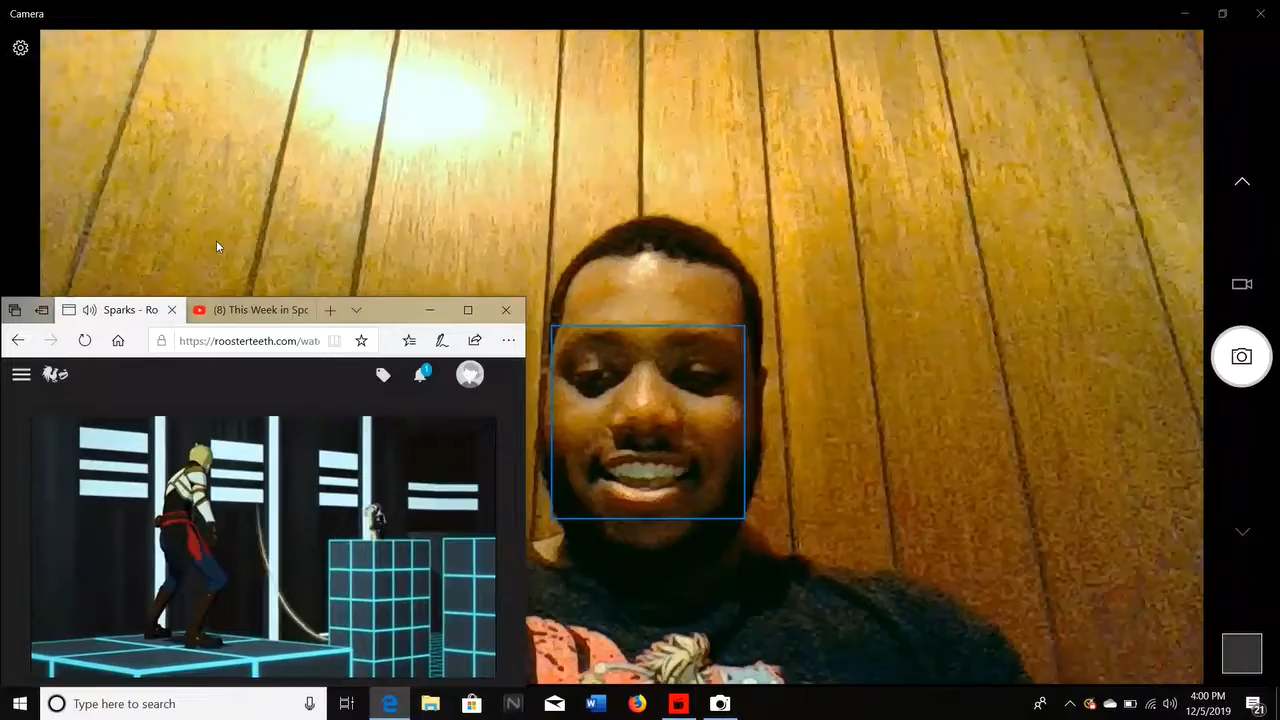 Camera
Sparks - Ro
(8) This Week in Spo
https://roosterteeth.com/wat
1
Type here to search
N
W
4:00 PM
12/5/2019
21